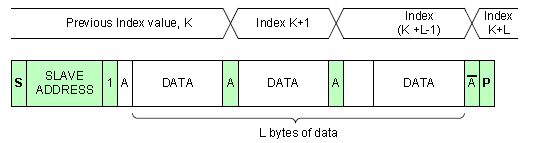 Previous Index value, K
Index K+1
Index
(K +L-1)
Index
K+L
S
SLAVE
ADDRESS
1
A
DATA
A
DATA
A
DATA
A̅
P
L bytes of data